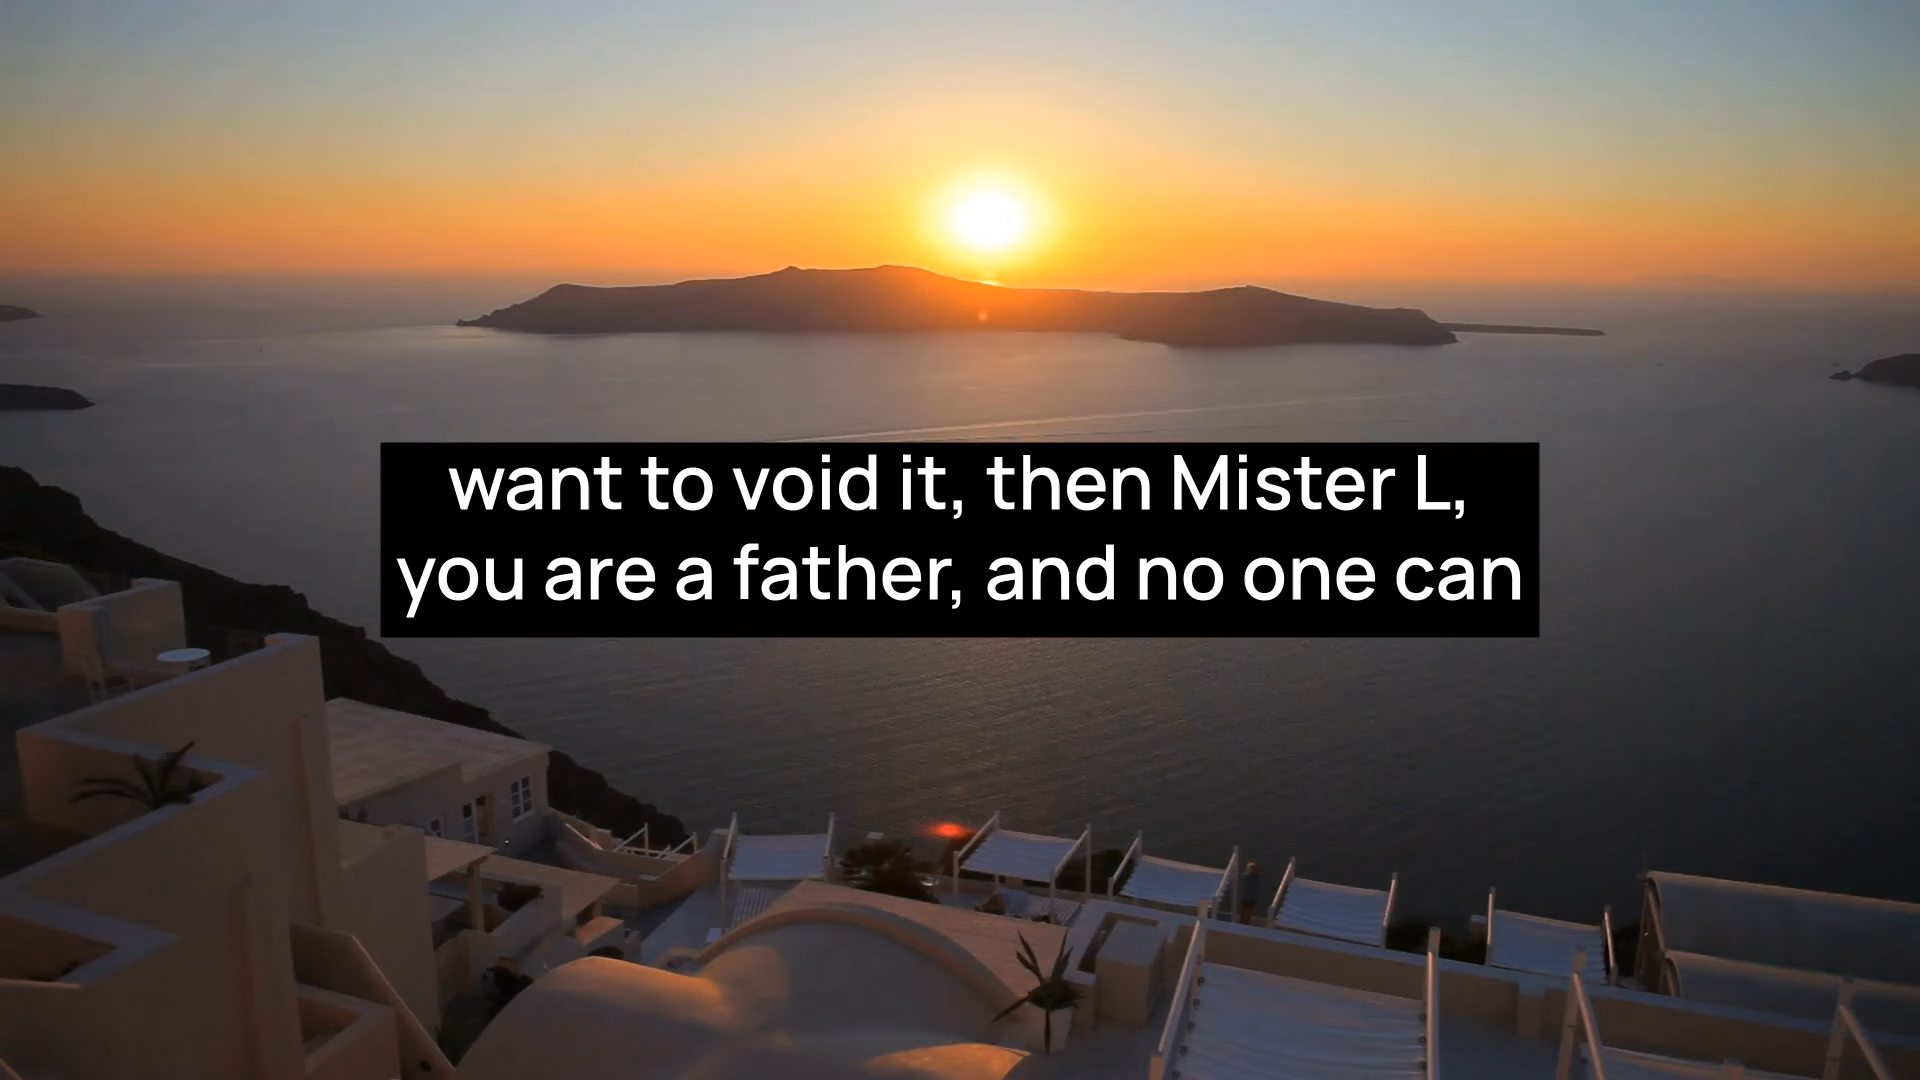 want to void it, then Mister L,
you are a father, and no one can